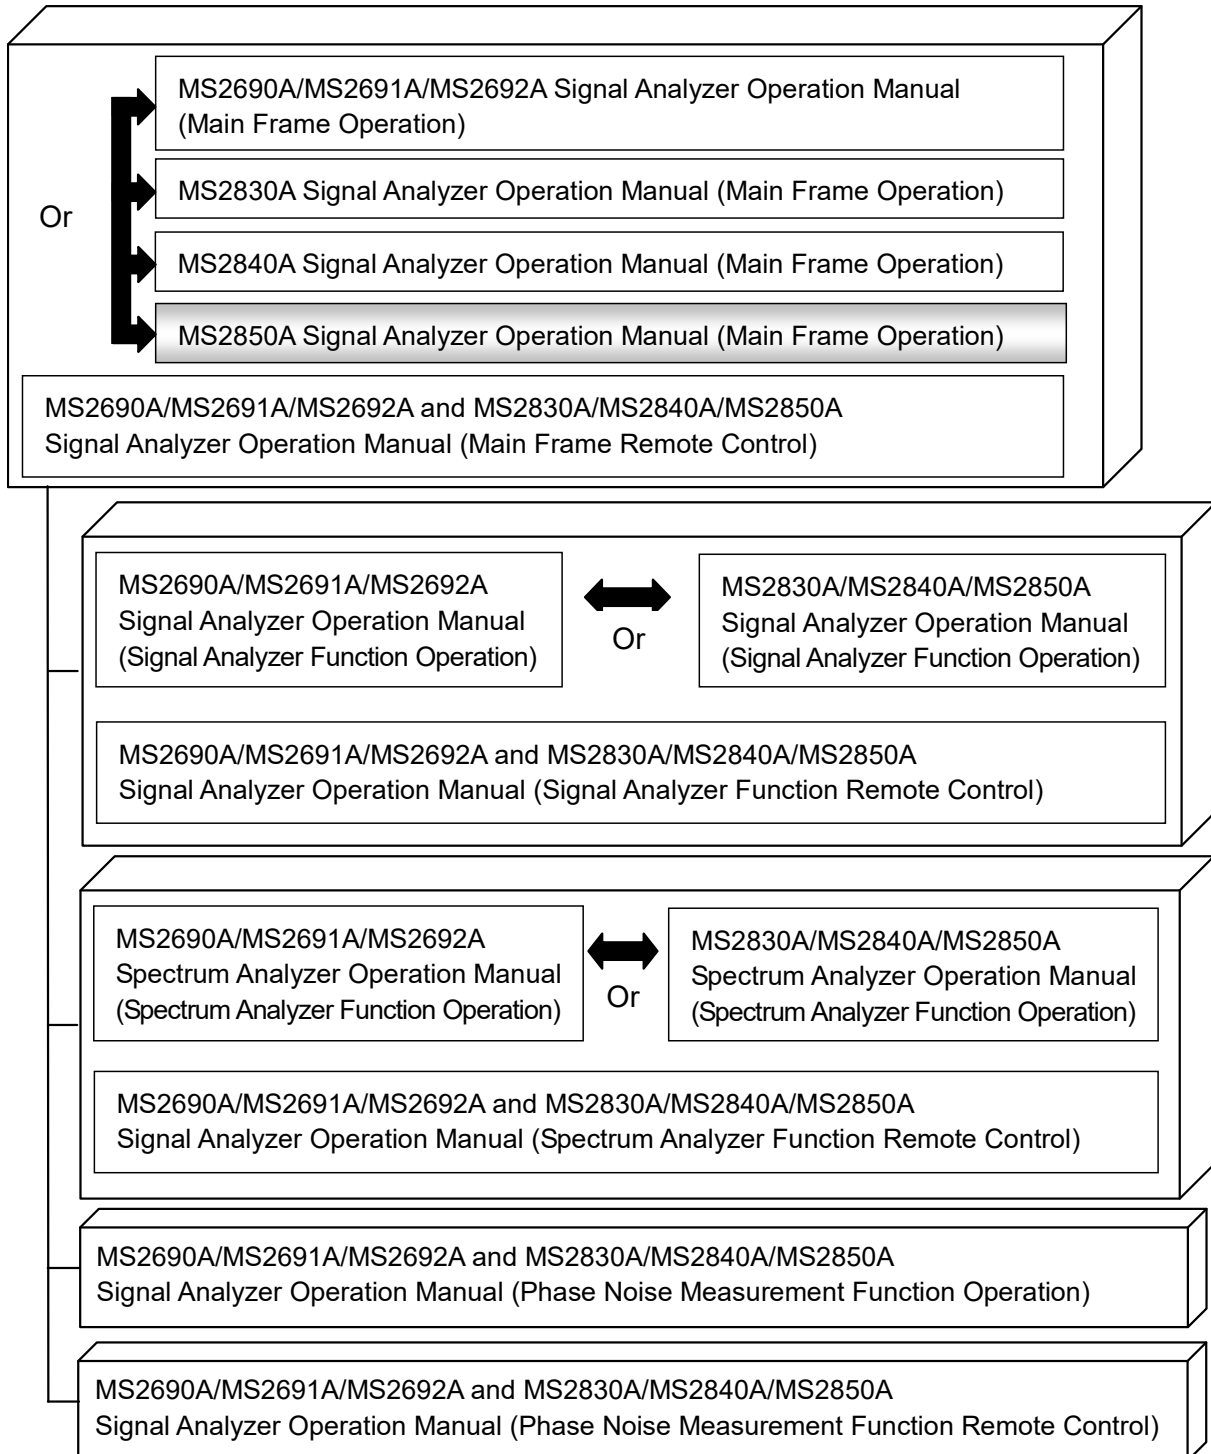 MS2690A/MS2691A/MS2692A Signal Analyzer Operation Manual
(Main Frame Operation)
MS2830A Signal Analyzer Operation Manual (Main Frame Operation)
Or
MS2840A Signal Analyzer Operation Manual (Main Frame Operation)
MS2850A Signal Analyzer Operation Manual (Main Frame Operation)
MS2690A/MS2691A/MS2692A and MS2830A/MS2840A/MS2850A
Signal Analyzer Operation Manual (Main Frame Remote Control)
MS2690A/MS2691A/MS2692A
Signal Analyzer Operation Manual
(Signal Analyzer Function Operation)
Or
MS2830A/MS2840A/MS2850A
Signal Analyzer Operation Manual
(Signal Analyzer Function Operation)
MS2690A/MS2691A/MS2692A and MS2830A/MS2840A/MS2850A
Signal Analyzer Operation Manual (Signal Analyzer Function Remote Control)
MS2690A/MS2691A/MS2692A
Spectrum Analyzer Operation Manual
(Spectrum Analyzer Function Operation)
Or
MS2830A/MS2840A/MS2850A
Spectrum Analyzer Operation Manual
(Spectrum Analyzer Function Operation)
MS2690A/MS2691A/MS2692A and MS2830A/MS2840A/MS2850A
Signal Analyzer Operation Manual (Spectrum Analyzer Function Remote Control)
MS2690A/MS2691A/MS2692A and MS2830A/MS2840A/MS2850A
Signal Analyzer Operation Manual (Phase Noise Measurement Function Operation)
MS2690A/MS2691A/MS2692A and MS2830A/MS2840A/MS2850A
Signal Analyzer Operation Manual (Phase Noise Measurement Function Remote Control)